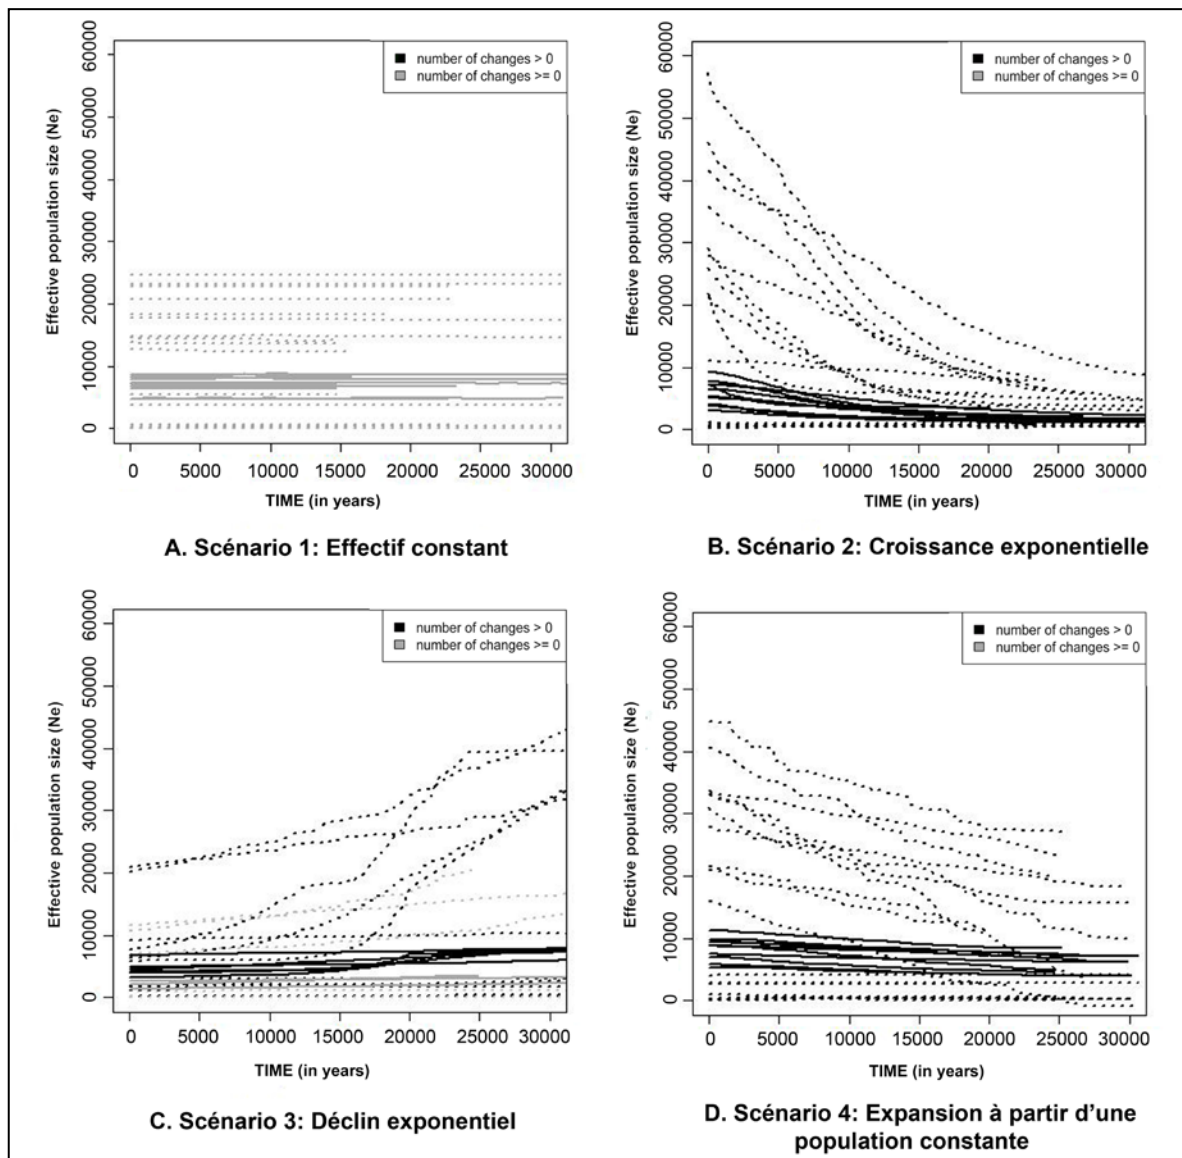 number of changes > 0
number of changes >= 0
Effective population size (Ne)
60000
50000
40000
30000
20000
10000
0
0 5000 10000 15000 20000 25000 30000
TIME (in years)
A. Scénario 1: Effectif constant
number of changes > 0
number of changes >= 0
Effective population size (Ne)
60000
50000
40000
30000
20000
10000
0
0 5000 10000 15000 20000 25000 30000
TIME (in years)
B. Scénario 2: Croissance exponentielle
number of changes > 0
number of changes >= 0
Effective population size (Ne)
60000
50000
40000
30000
20000
10000
0
0 5000 10000 15000 20000 25000 30000
TIME (in years)
C. Scénario 3: Déclin exponentiel
number of changes > 0
number of changes >= 0
Effective population size (Ne)
60000
50000
40000
30000
20000
10000
0
0 5000 10000 15000 20000 25000 30000
TIME (in years)
D. Scénario 4: Expansion à partir d’une
population constante